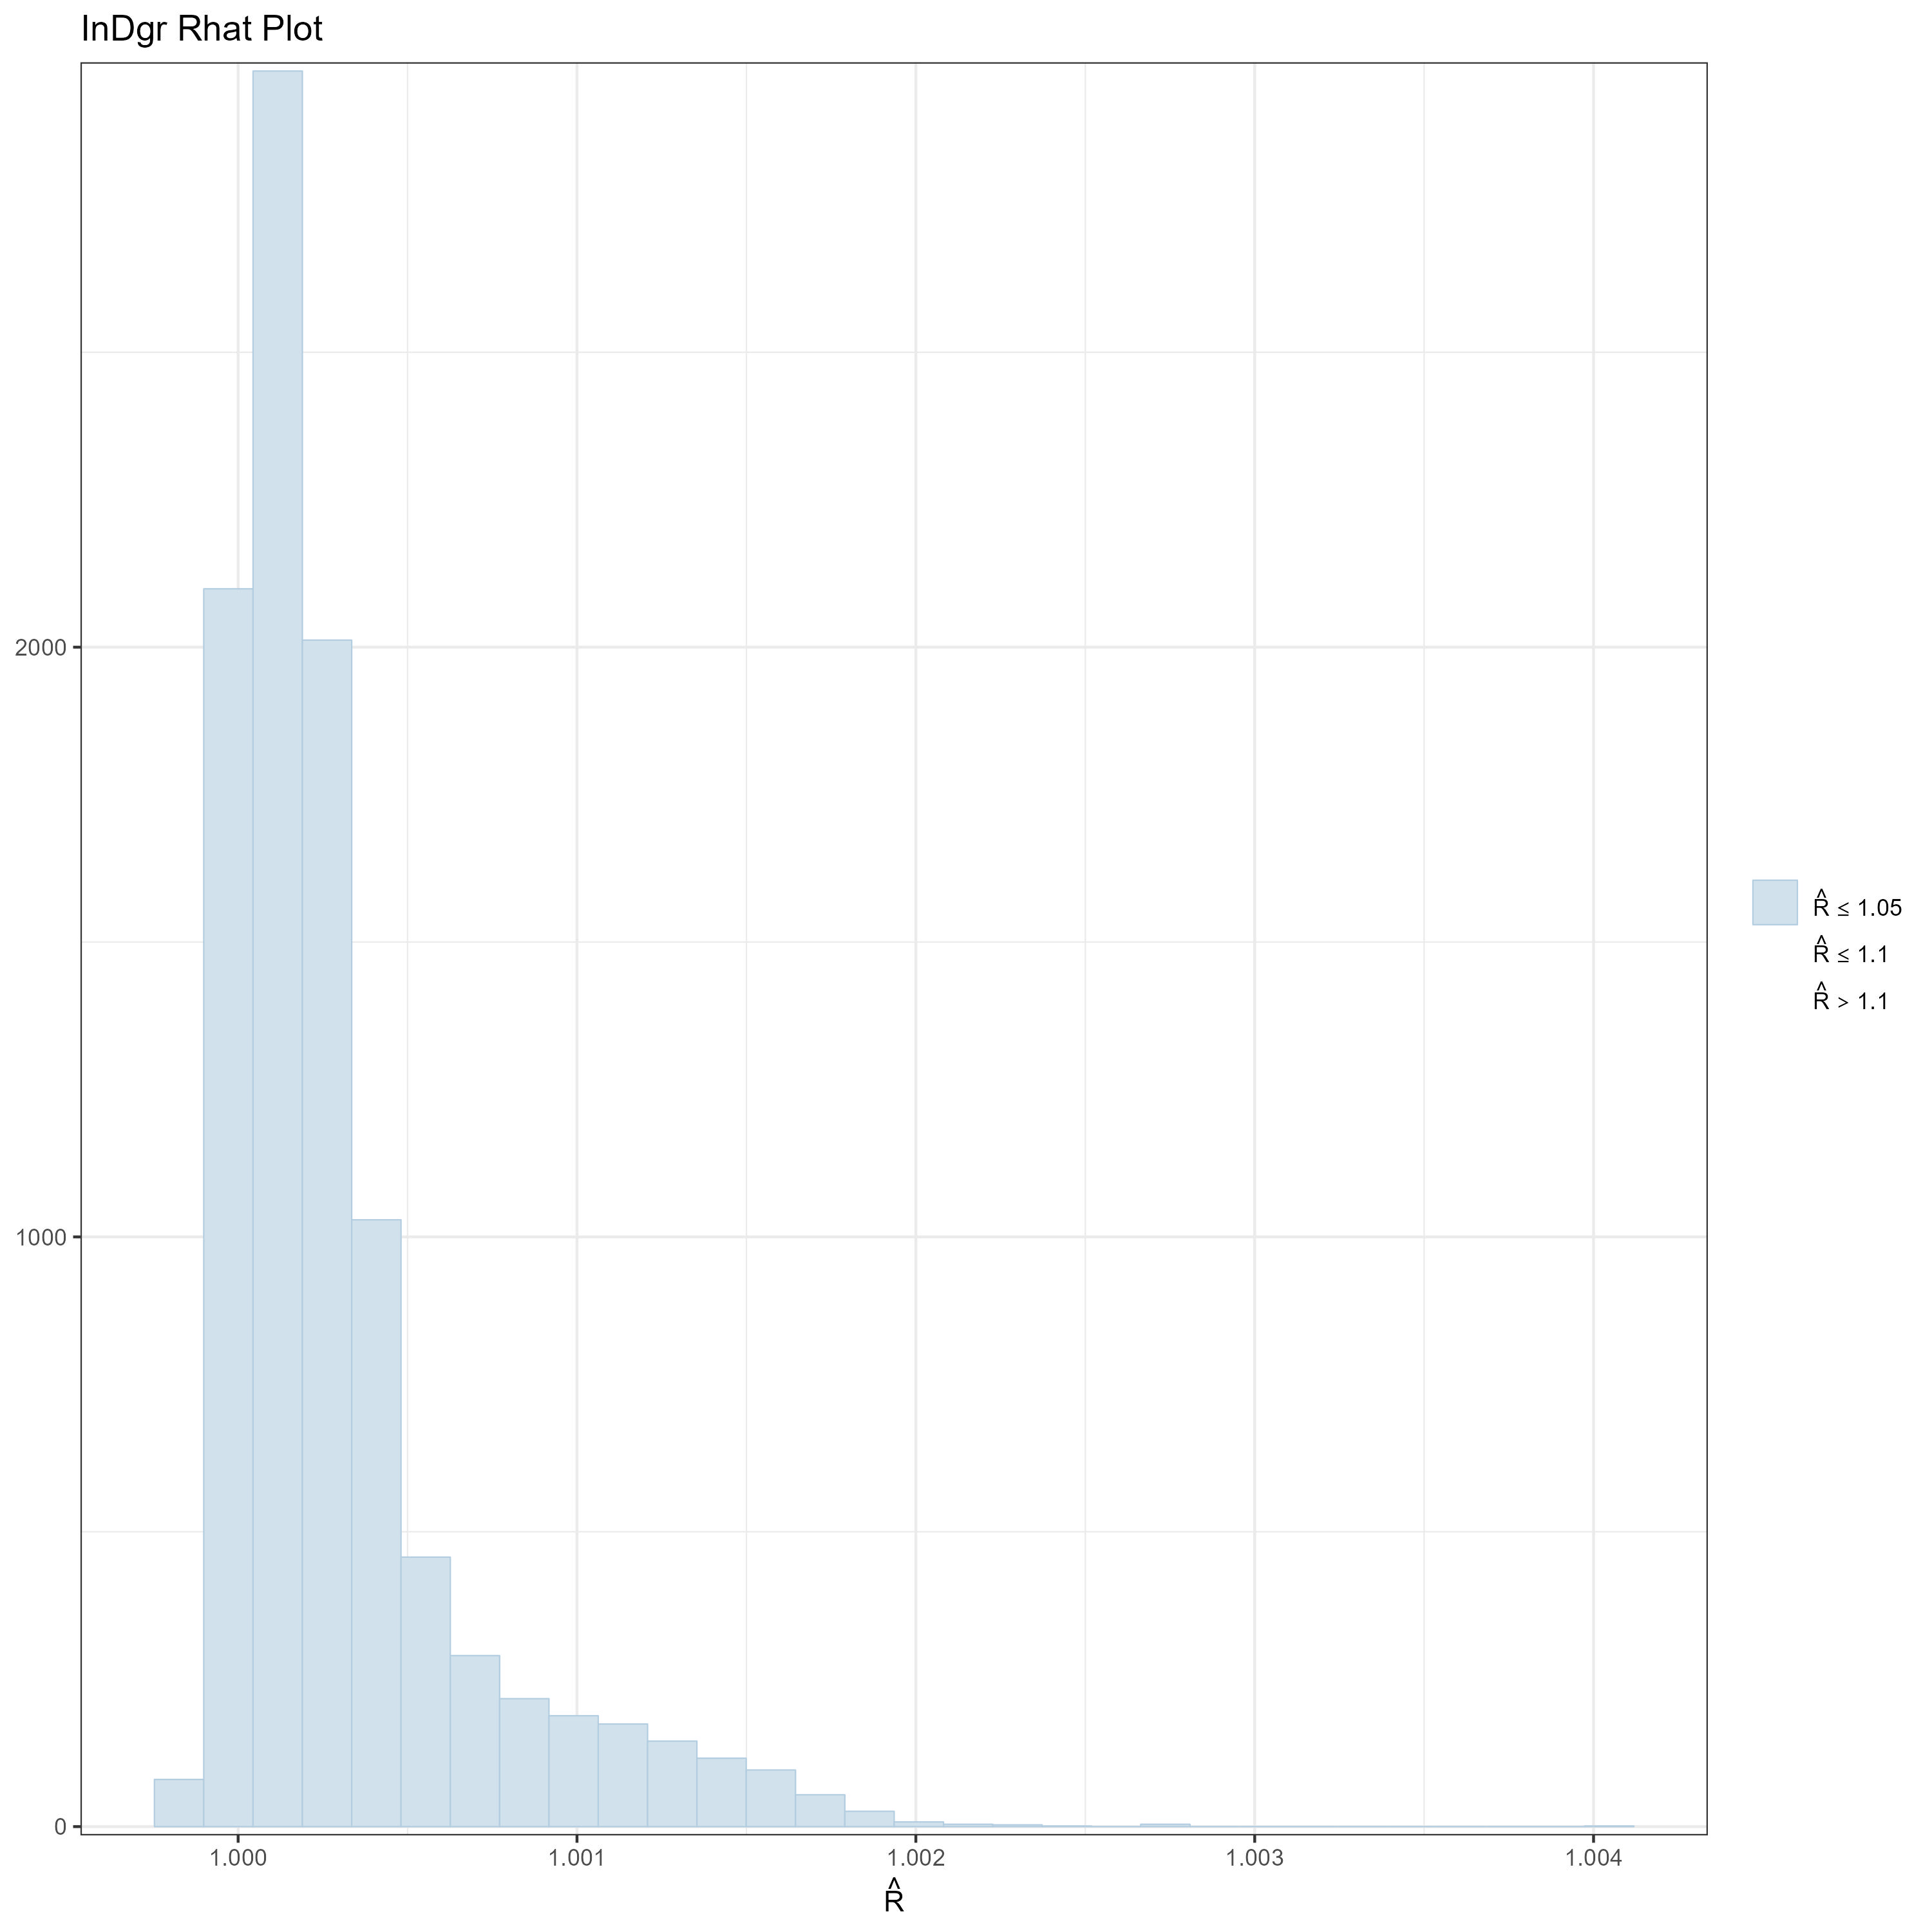 InDgr Rhat Plot
2000
1000
0
1.000 1.001 1.002 1.003 1.004
R̂
R̂ ≤ 1.05
R̂ ≤ 1.1
R̂ > 1.1